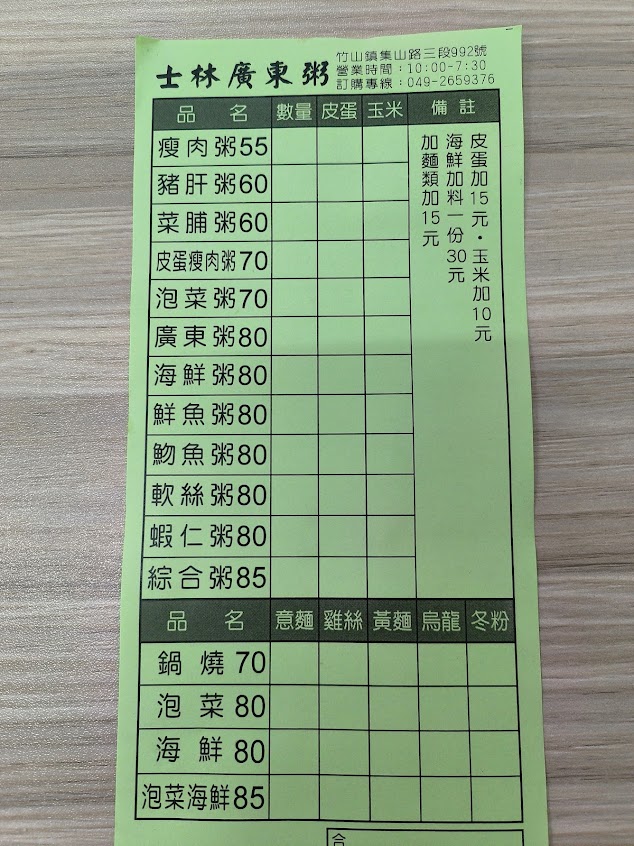 士林廣東粥
竹山鎮集山路三段992號
營業時間：10:00-7:30
訂購專線：049-2659376
品名 數量 皮蛋 玉米 備註
瘦肉粥55
豬肝粥60
菜脯粥60
皮蛋瘦肉粥70
泡菜粥70
廣東粥80
海鮮粥80
鮮魚粥80
魩魚粥80
軟絲粥80
蝦仁粥80
綜合粥85
皮蛋加15元・玉米加10元
海鮮加料一份30元
加麵類加15元
品名 意麵 雞絲 黃麵 烏龍 冬粉
鍋燒 70
泡菜 80
海鮮 80
泡菜海鮮85
合